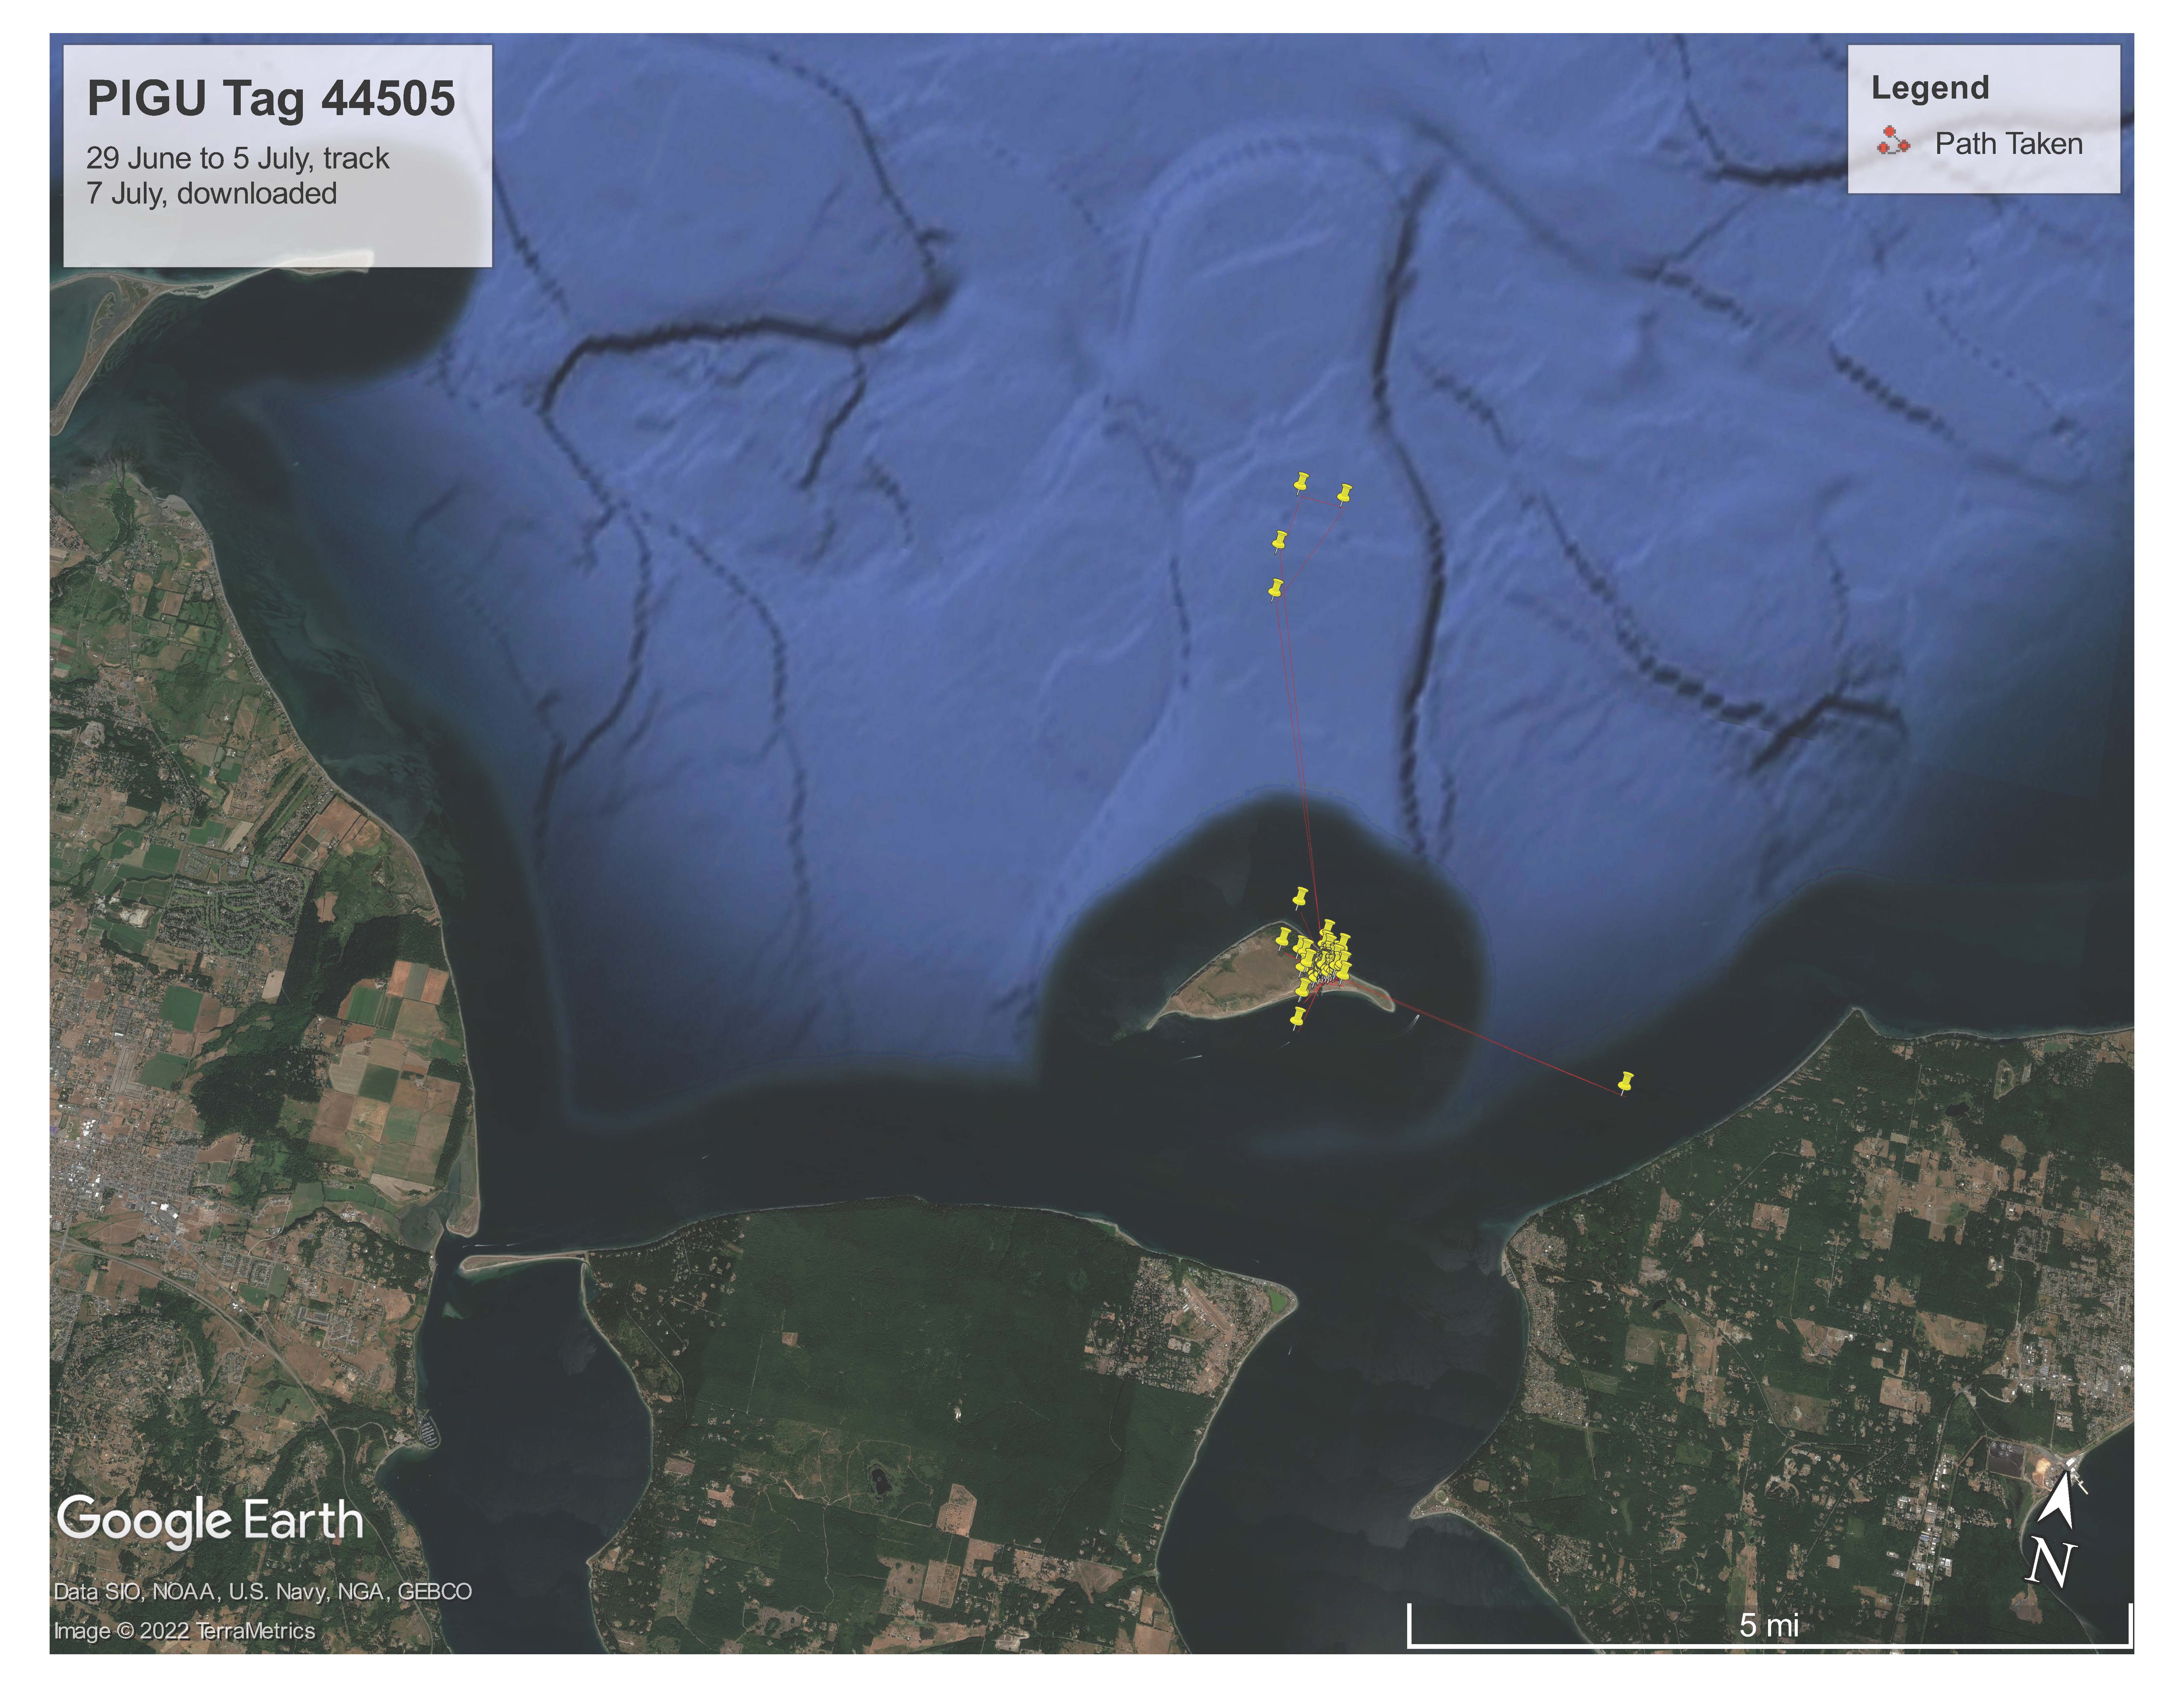 PIGU Tag 44505
29 June to 5 July, track
7 July, downloaded
Legend
Path Taken
Google Earth
Data SIO, NOAA, U.S. Navy, NGA, GEBCO
Image © 2022 TerraMetrics
N
5 mi